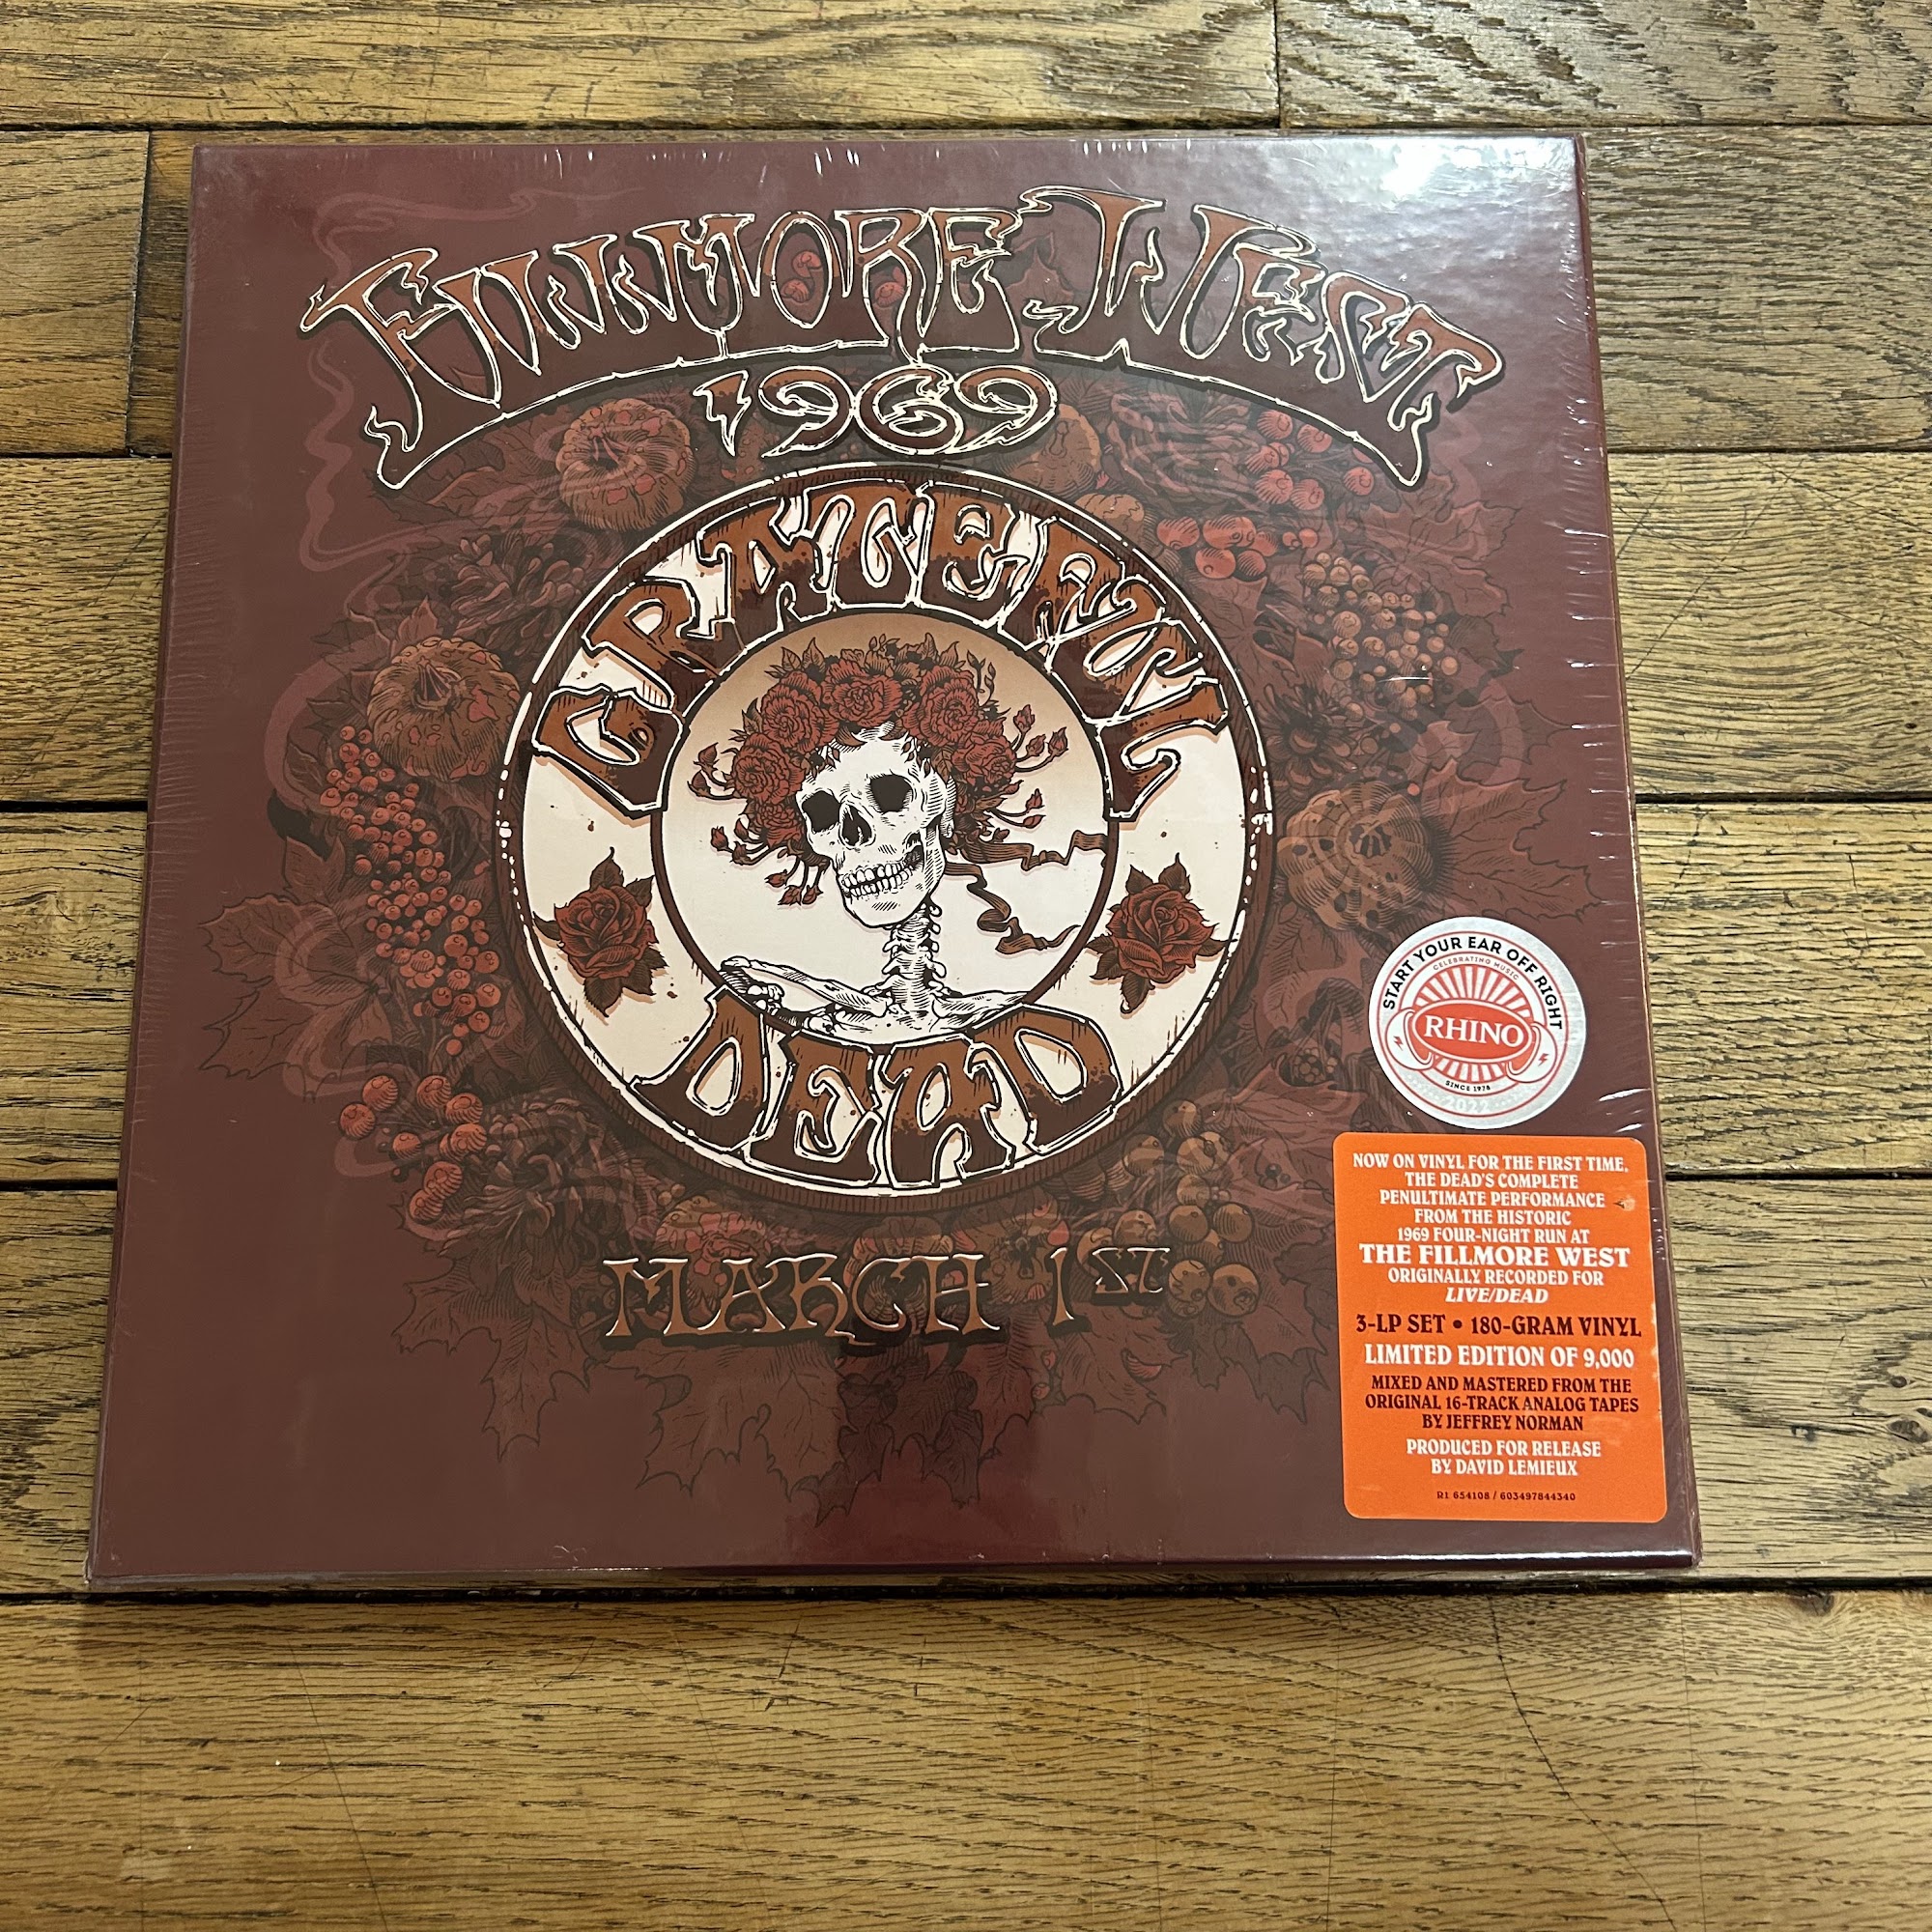 FILLMORE WEST
1969
GRATEFUL
DEAD
MARCH 1ST
START YOUR EAR OFF RIGHT
CELEBRATING MUSIC
RHINO
SINCE 1978
2022
NOW ON VINYL FOR THE FIRST TIME,
THE DEAD'S COMPLETE
PENULTIMATE PERFORMANCE
FROM THE HISTORIC
1969 FOUR-NIGHT RUN AT
THE FILLMORE WEST
ORIGINALLY RECORDED FOR
LIVE/DEAD
3-LP SET • 180-GRAM VINYL
LIMITED EDITION OF 9,000
MIXED AND MASTERED FROM THE
ORIGINAL 16-TRACK ANALOG TAPES
BY JEFFREY NORMAN
PRODUCED FOR RELEASE
BY DAVID LEMIEUX
R1 654108 / 603497844340